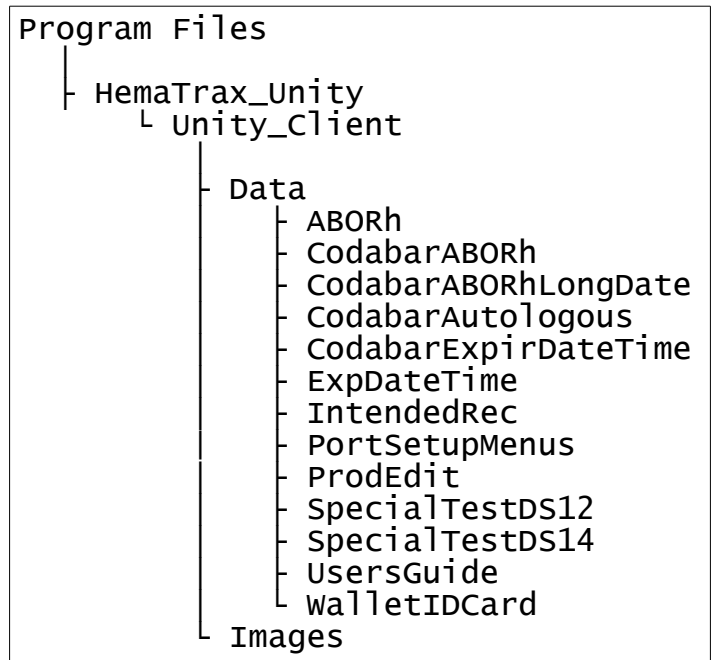 Program Files
HemaTrax_Unity
Unity_Client
Data
ABORh
CodabarABORh
CodabarABORhLongDate
CodabarAutologous
CodabarExpirDateTime
ExpDateTime
IntendedRec
PortSetupMenus
ProdEdit
SpecialTestDS12
SpecialTestDS14
UsersGuide
WalletIDCard
Images